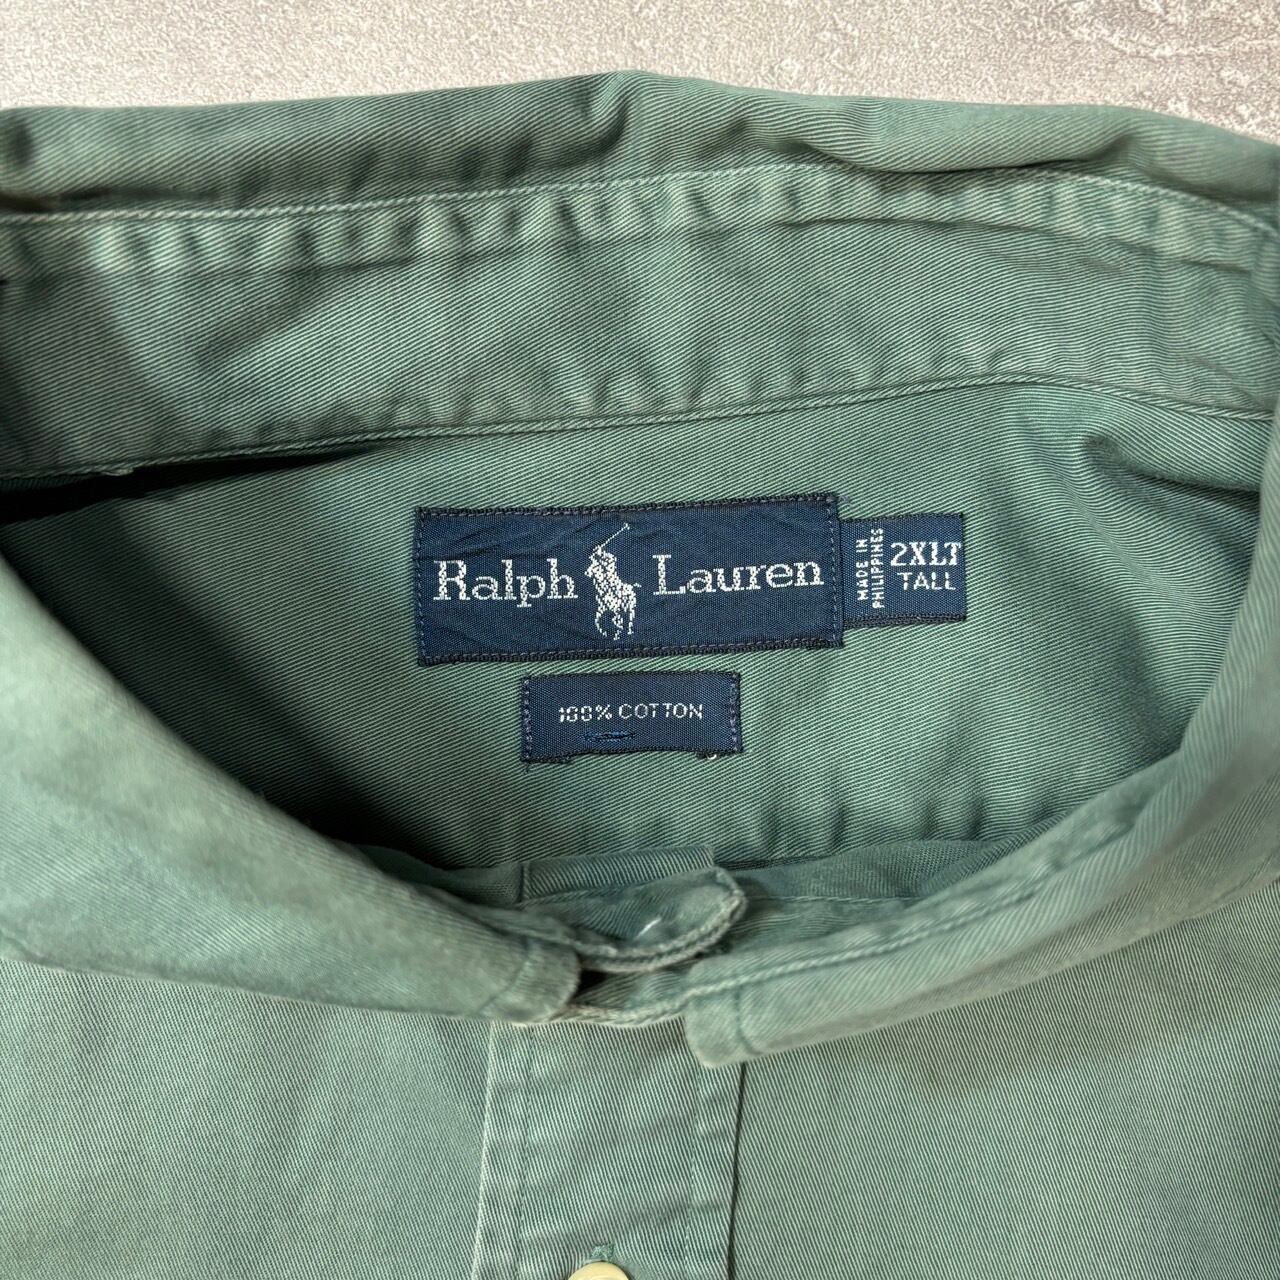 Ralph Lauren
MADE IN
PHILIPPINES
2XLT
TALL
100% COTTON